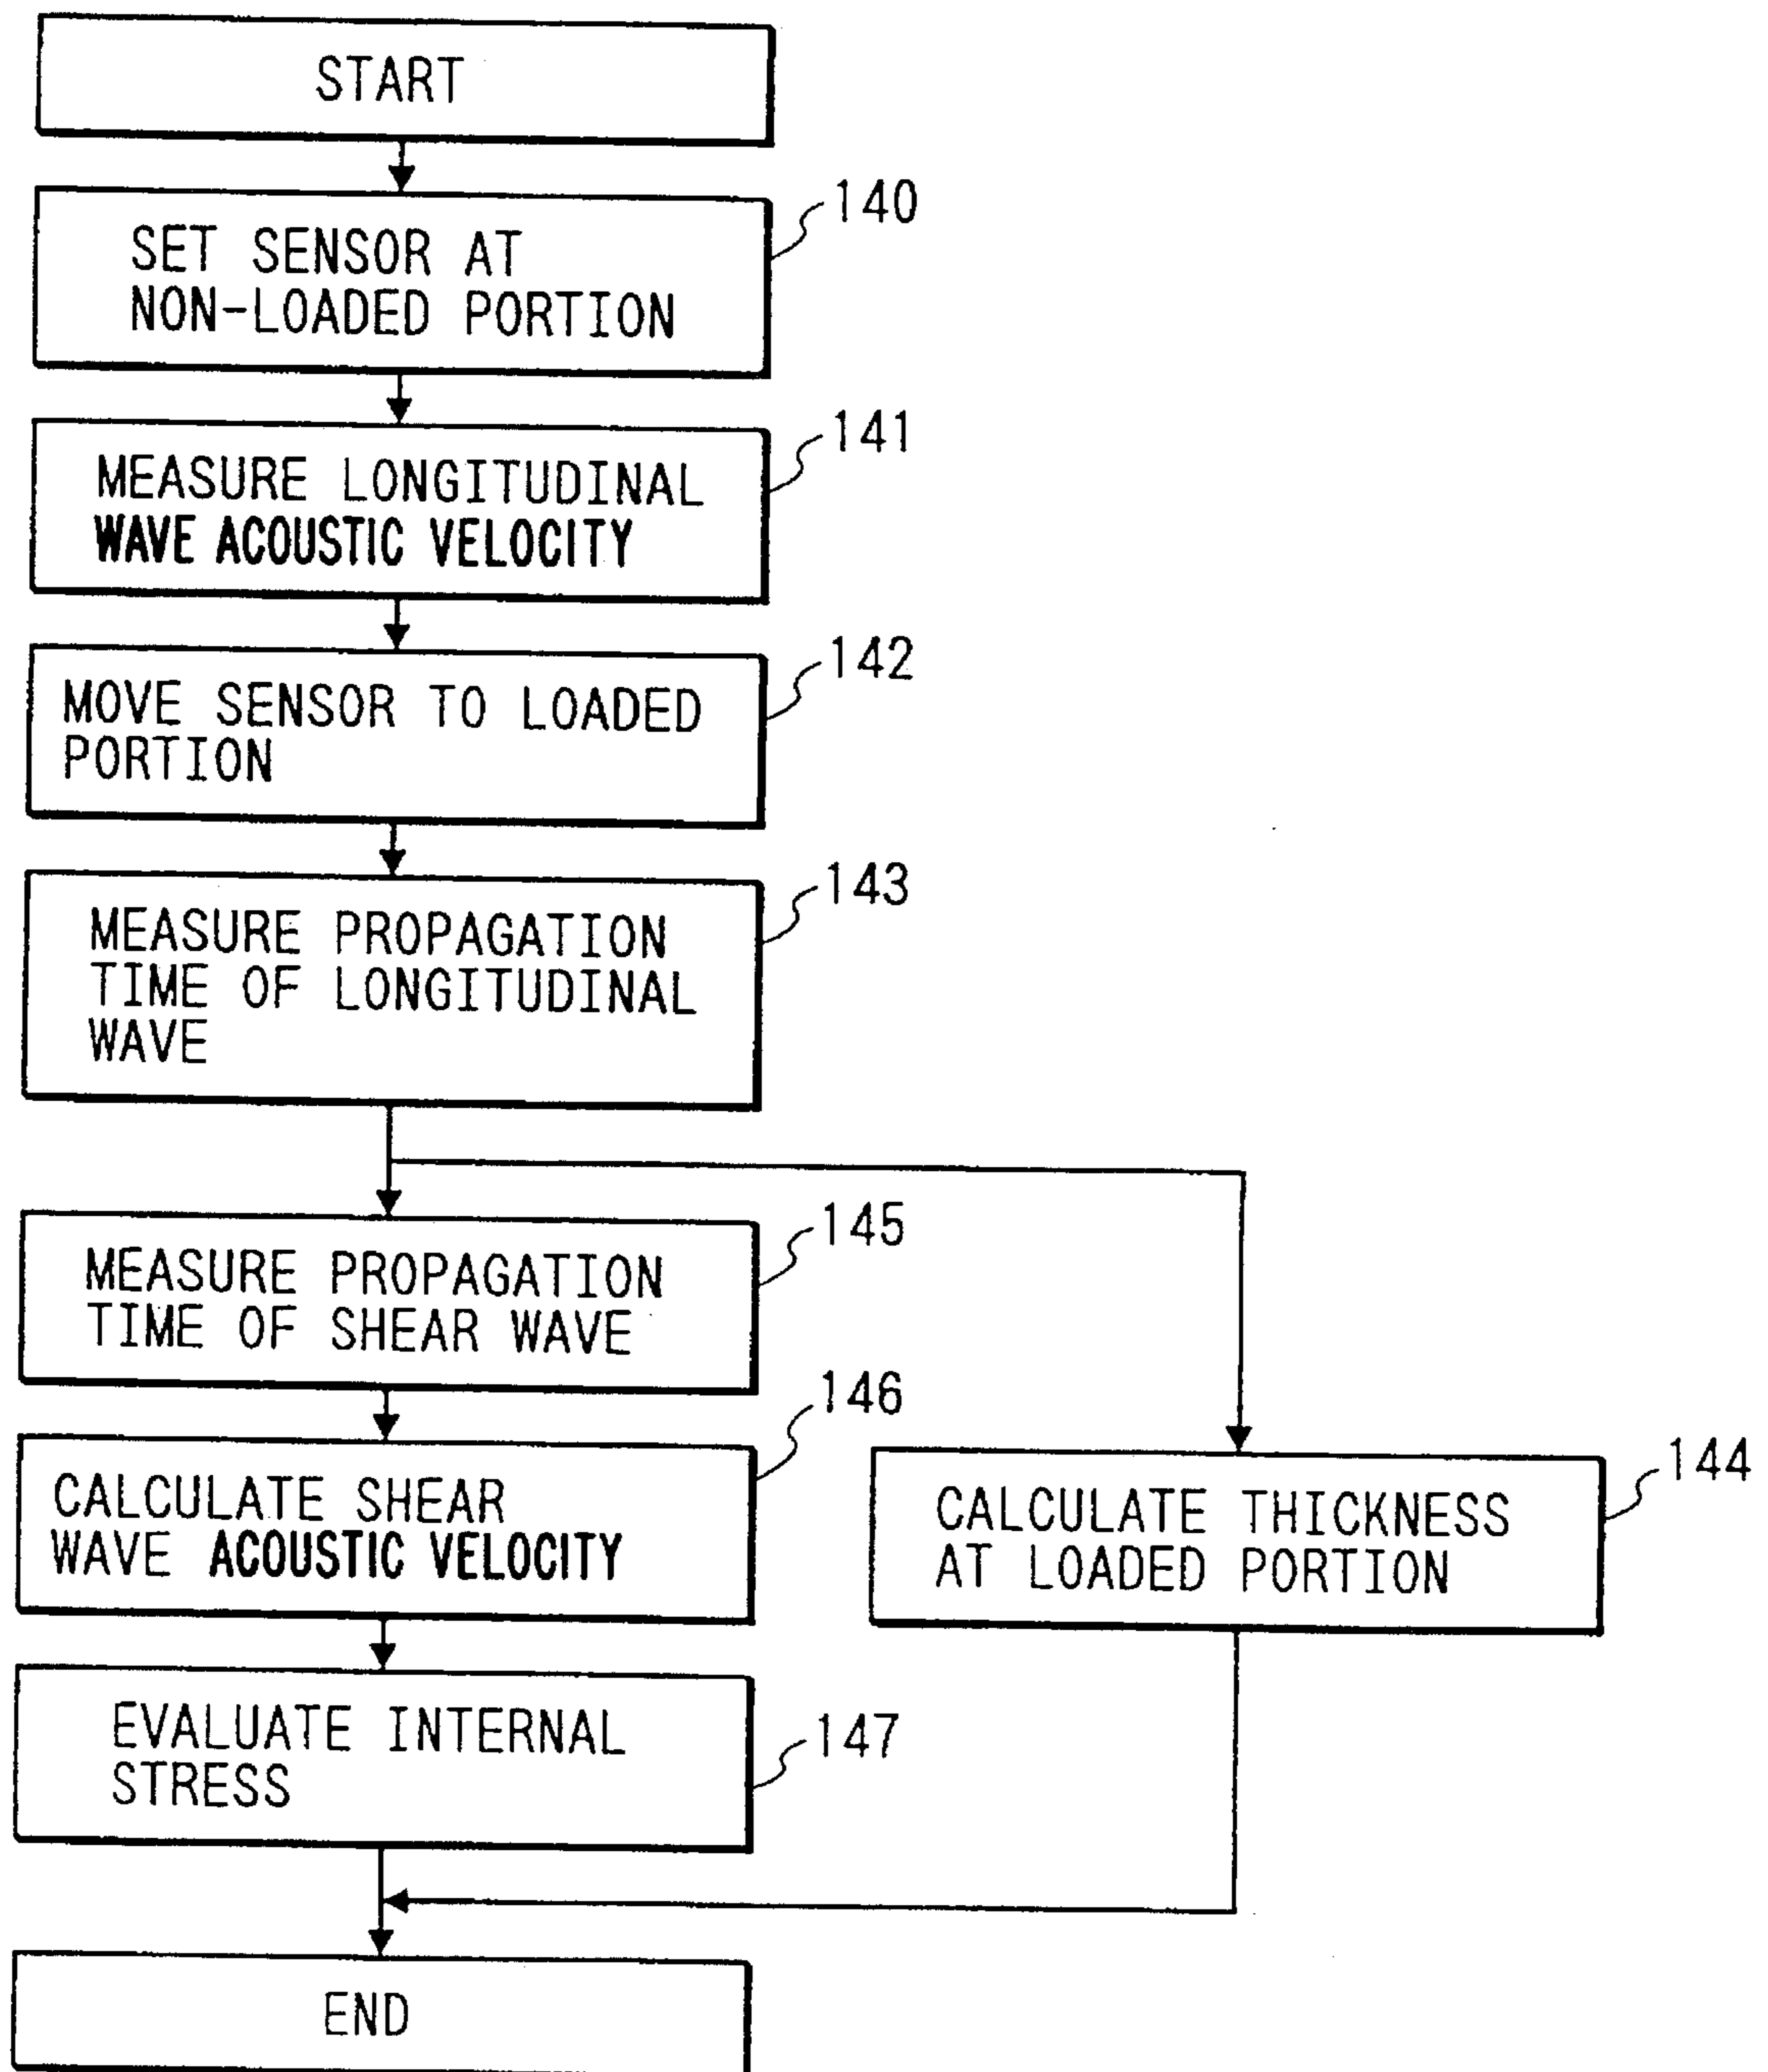 START
140
SET SENSOR AT
NON-LOADED PORTION
141
MEASURE LONGITUDINAL
WAVE ACOUSTIC VELOCITY
142
MOVE SENSOR TO LOADED
PORTION
143
MEASURE PROPAGATION
TIME OF LONGITUDINAL
WAVE
145
MEASURE PROPAGATION
TIME OF SHEAR WAVE
146
CALCULATE SHEAR
WAVE ACOUSTIC VELOCITY
144
CALCULATE THICKNESS
AT LOADED PORTION
147
EVALUATE INTERNAL
STRESS
END